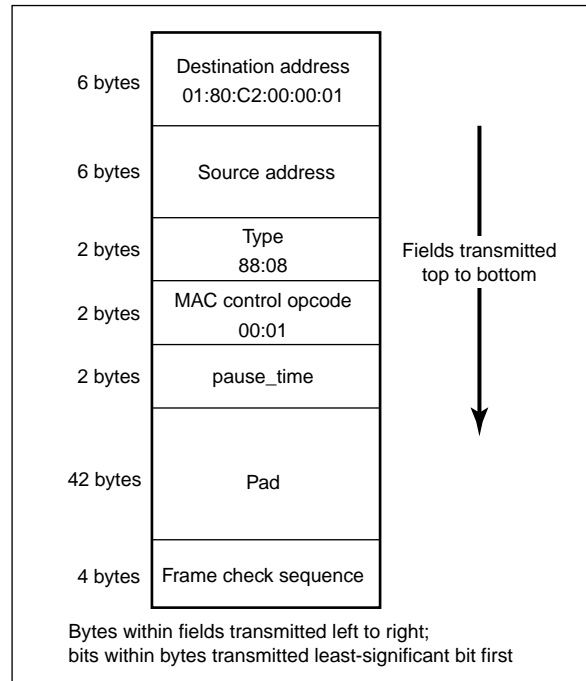 6 bytes
Destination address
01:80:C2:00:00:01
6 bytes
Source address
2 bytes
Type
88:08
2 bytes
MAC control opcode
00:01
2 bytes
pause_time
42 bytes
Pad
4 bytes
Frame check sequence
Fields transmitted
top to bottom
Bytes within fields transmitted left to right;
bits within bytes transmitted least-significant bit first